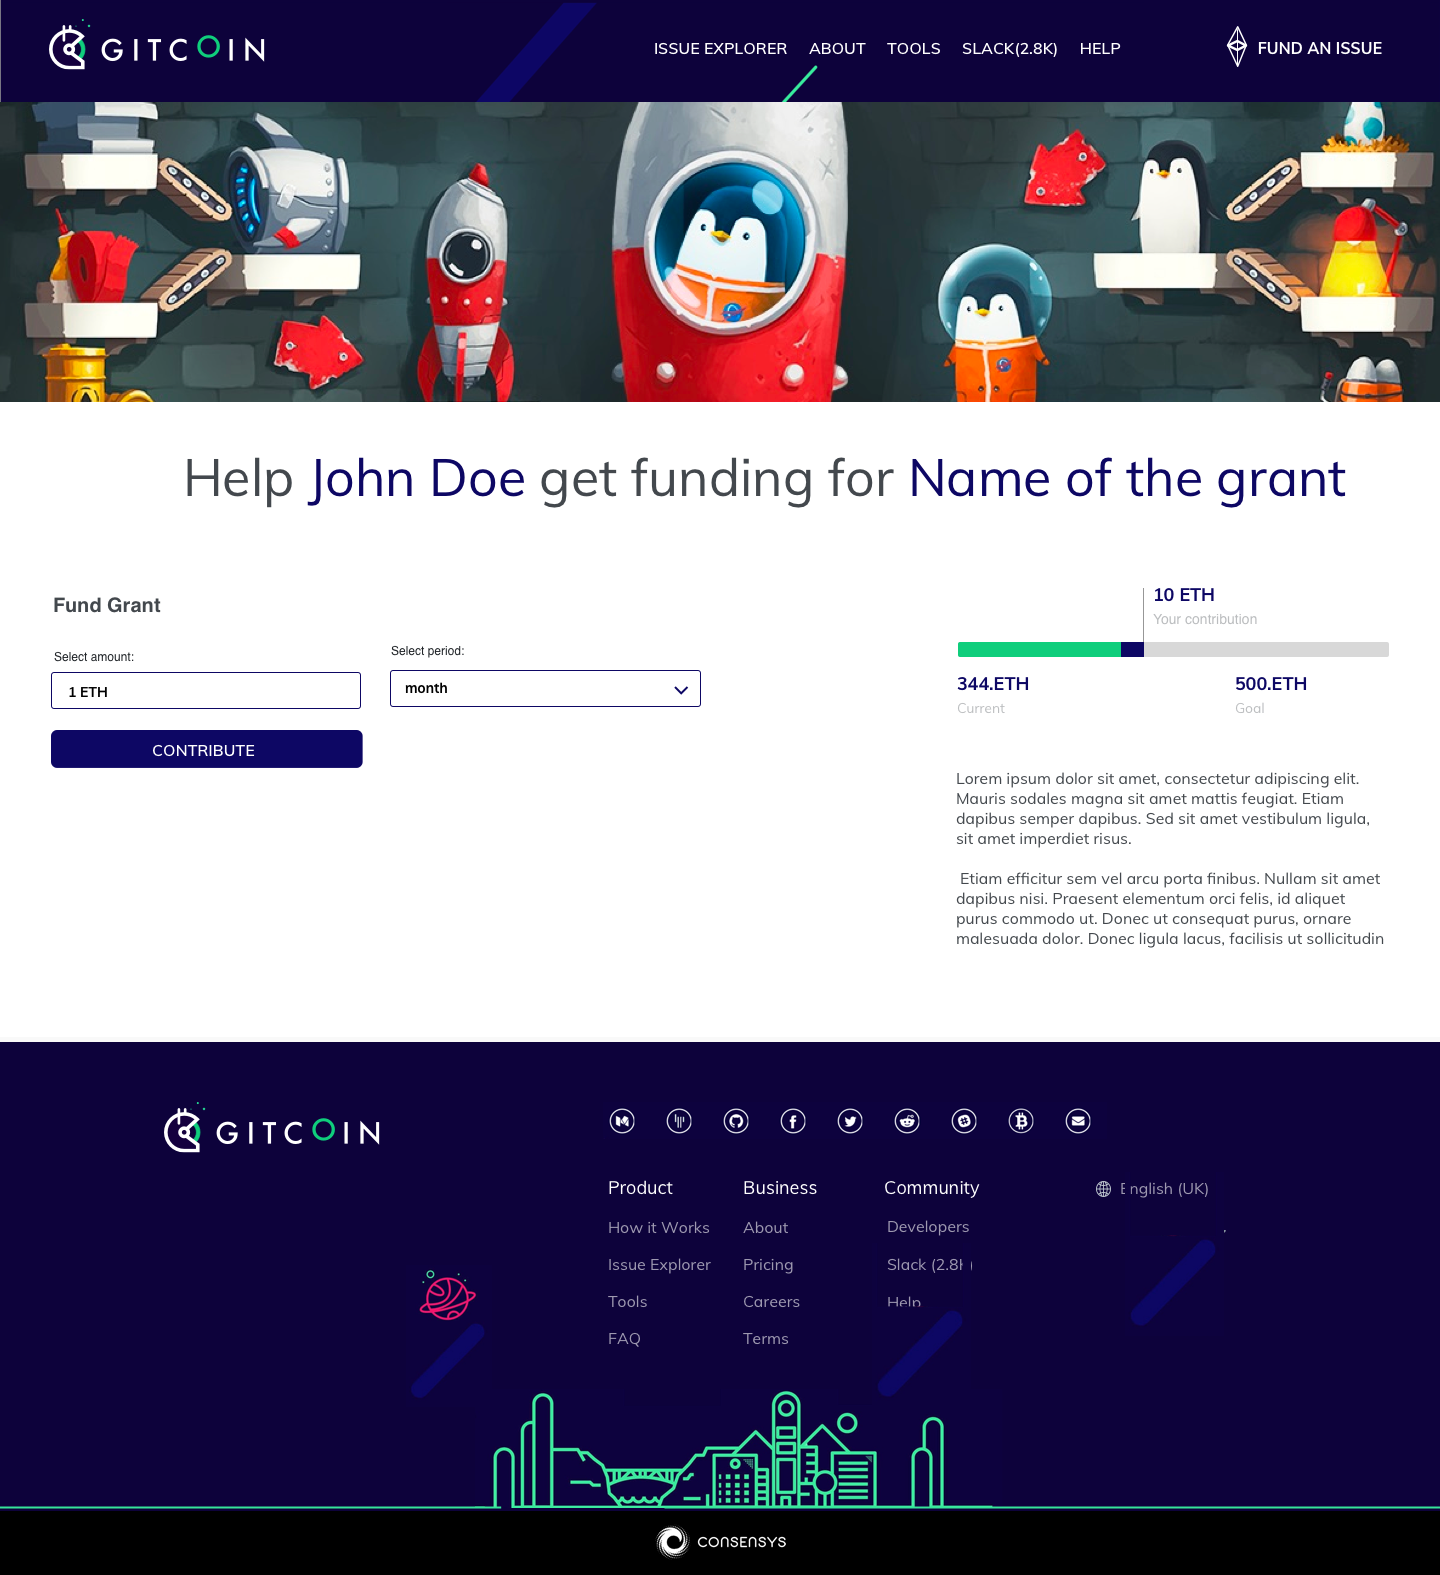 GITCOIN
ISSUE EXPLORER ABOUT TOOLS SLACK(2.8K) HELP
FUND AN ISSUE
Help John Doe get funding for Name of the grant
Fund Grant
Select amount:
1 ETH
Select period:
month
CONTRIBUTE
10 ETH
Your contribution
344.ETH
Current
500.ETH
Goal
Lorem ipsum dolor sit amet, consectetur adipiscing elit.
Mauris sodales magna sit amet mattis feugiat. Etiam
dapibus semper dapibus. Sed sit amet vestibulum ligula,
sit amet imperdiet risus.
Etiam efficitur sem vel arcu porta finibus. Nullam sit amet
dapibus nisi. Praesent elementum orci felis, id aliquet
purus commodo ut. Donec ut consequat purus, ornare
malesuada dolor. Donec ligula lacus, facilisis ut sollicitudin
GITCOIN
Product
How it Works
Issue Explorer
Tools
FAQ
Business
About
Pricing
Careers
Terms
Community
Developers
Slack (2.8
Help
English (UK)
CONSENSYS